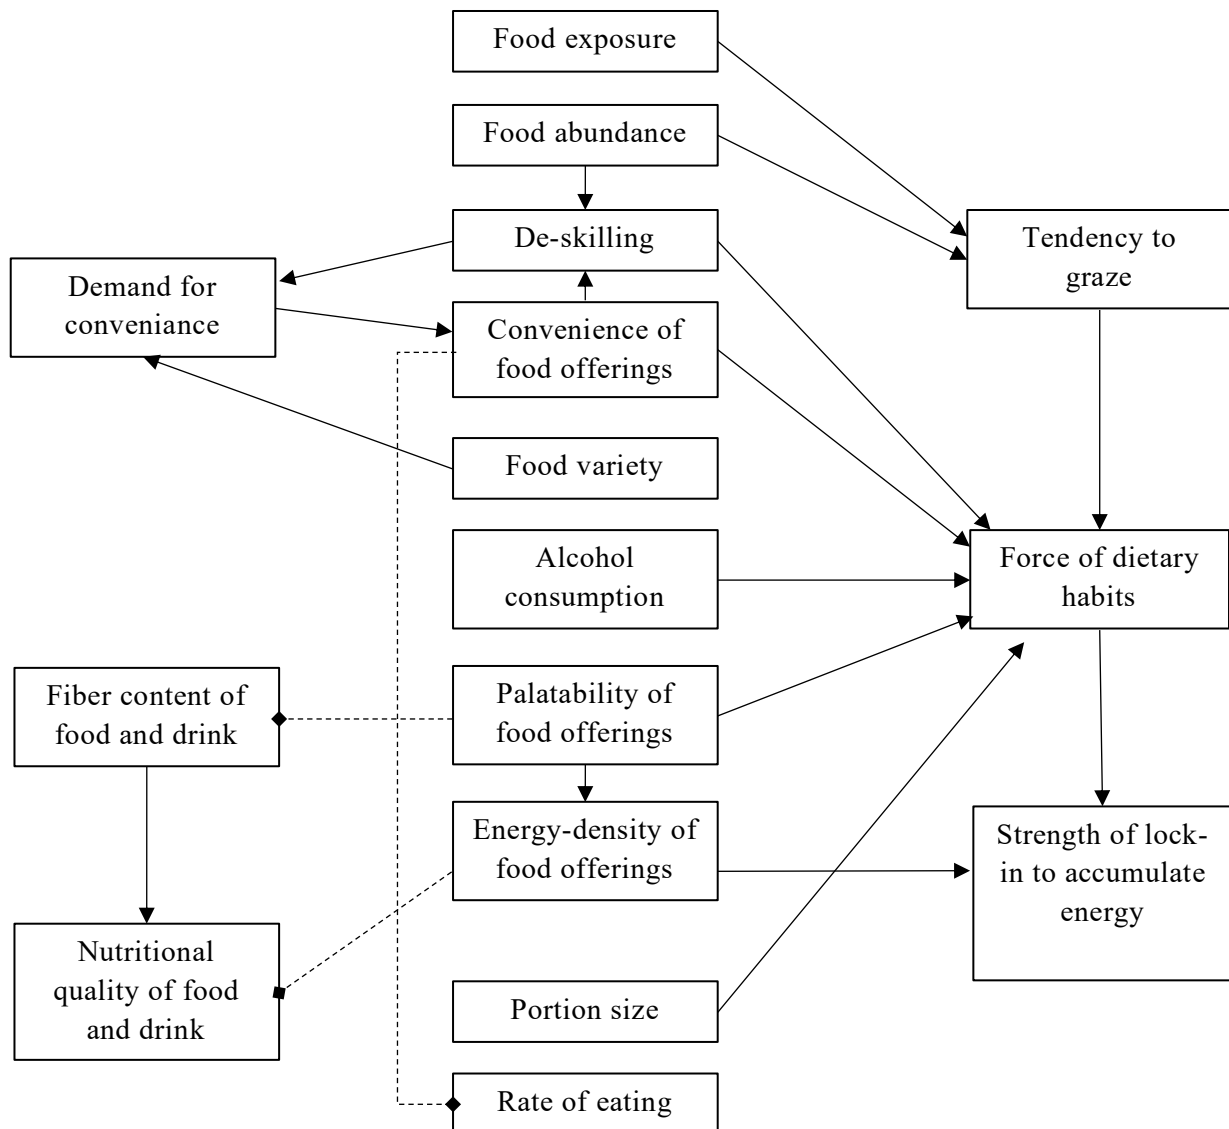 Food exposure
Food abundance
De-skilling
Tendency to
graze
Demand for
conveniance
Convenience of
food offerings
Food variety
Alcohol
consumption
Force of dietary
habits
Fiber content of
food and drink
Palatability of
food offerings
Energy-density of
food offerings
Strength of lock-
in to accumulate
energy
Nutritional
quality of food
and drink
Portion size
Rate of eating